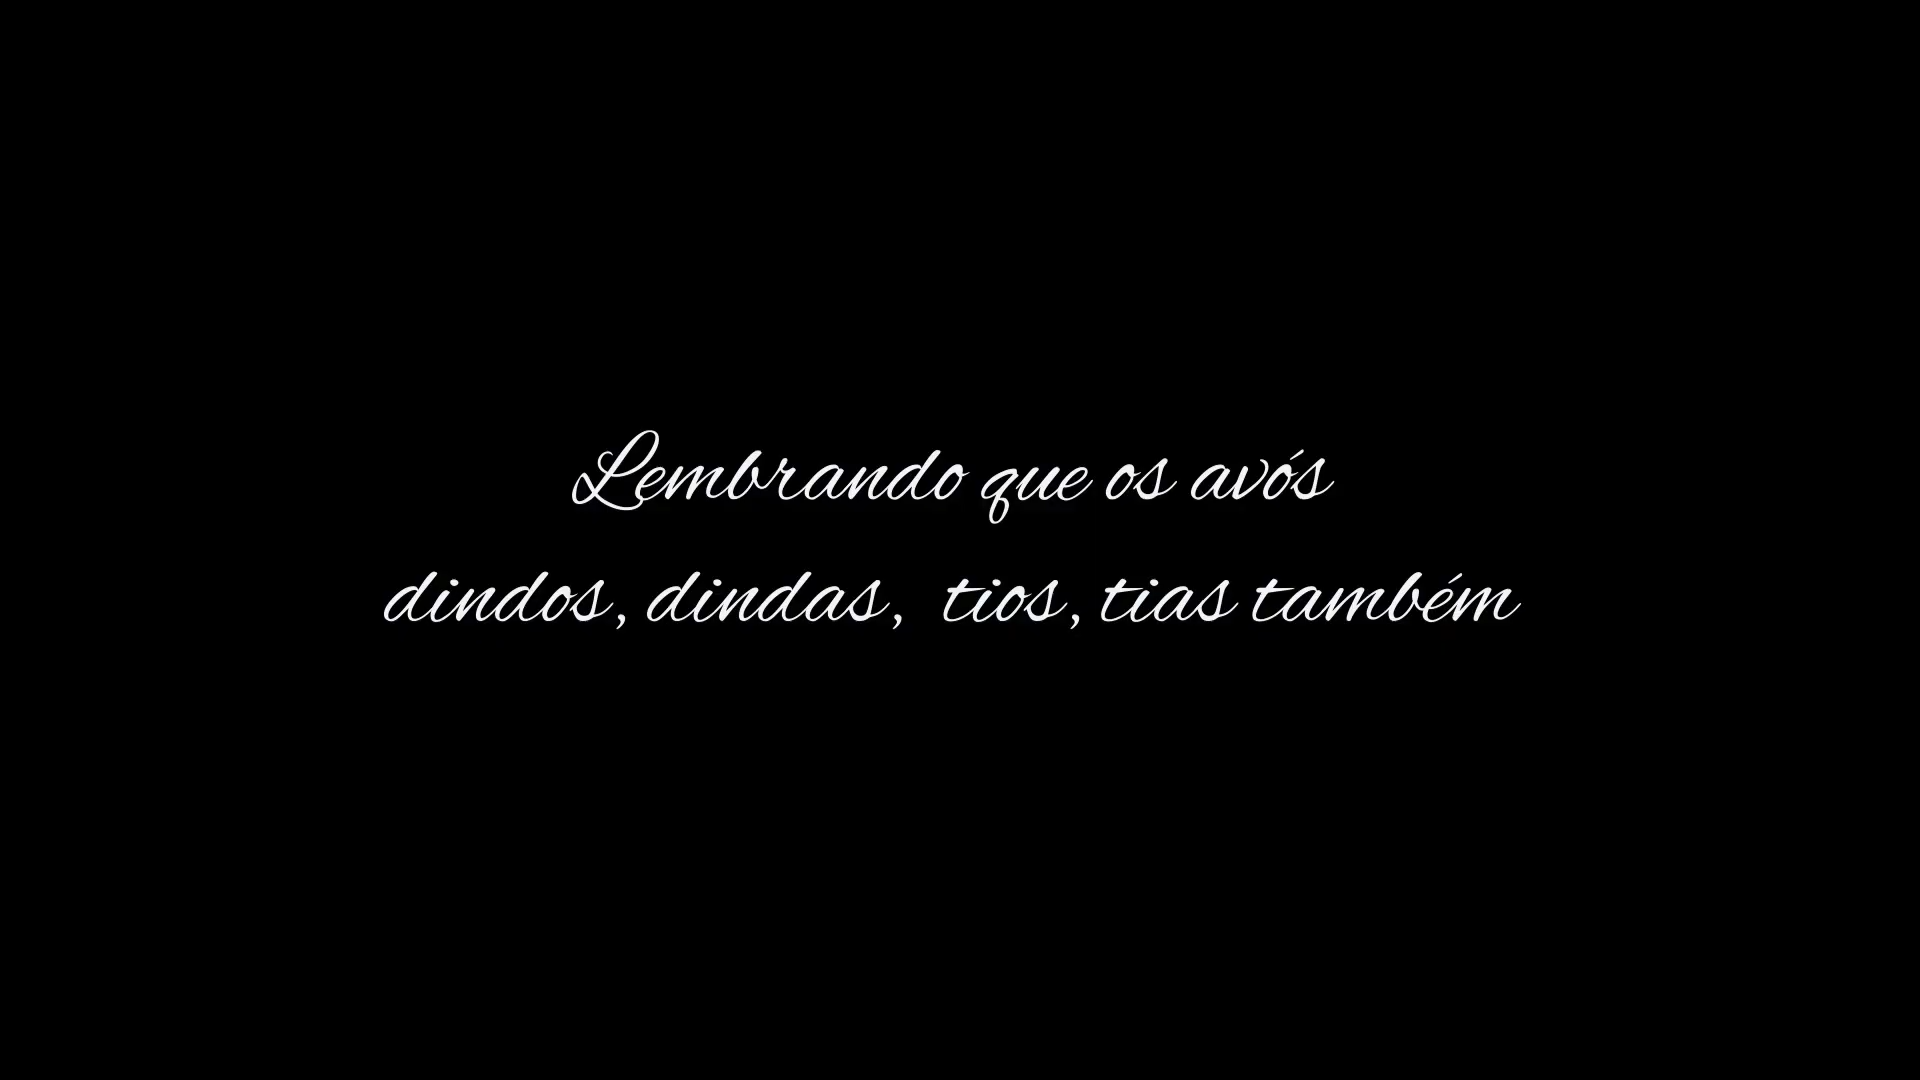 Lembrando que os avós
dindos, dindas, tios, tias também